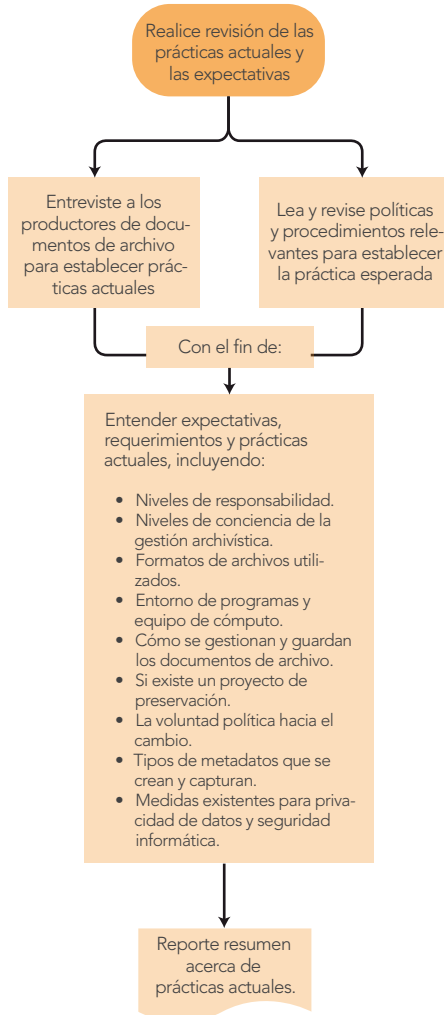 Realice revisión de las
prácticas actuales y
las expectativas
Entreviste a los
productores de docu-
mentos de archivo
para establecer prác-
ticas actuales
Lea y revise políticas
y procedimientos rele-
vantes para establecer
la práctica esperada
Con el fin de:
Entender expectativas,
requerimientos y prácticas
actuales, incluyendo:
• Niveles de responsabilidad.
• Niveles de conciencia de la
gestión archivística.
• Formatos de archivos utili-
zados.
• Entorno de programas y
equipo de cómputo.
• Cómo se gestionan y guardan
los documentos de archivo.
• Si existe un proyecto de
preservación.
• La voluntad política hacia el
cambio.
• Tipos de metadatos que se
crean y capturan.
• Medidas existentes para priva-
cidad de datos y seguridad
informática.
Reporte resumen
acerca de
prácticas actuales.